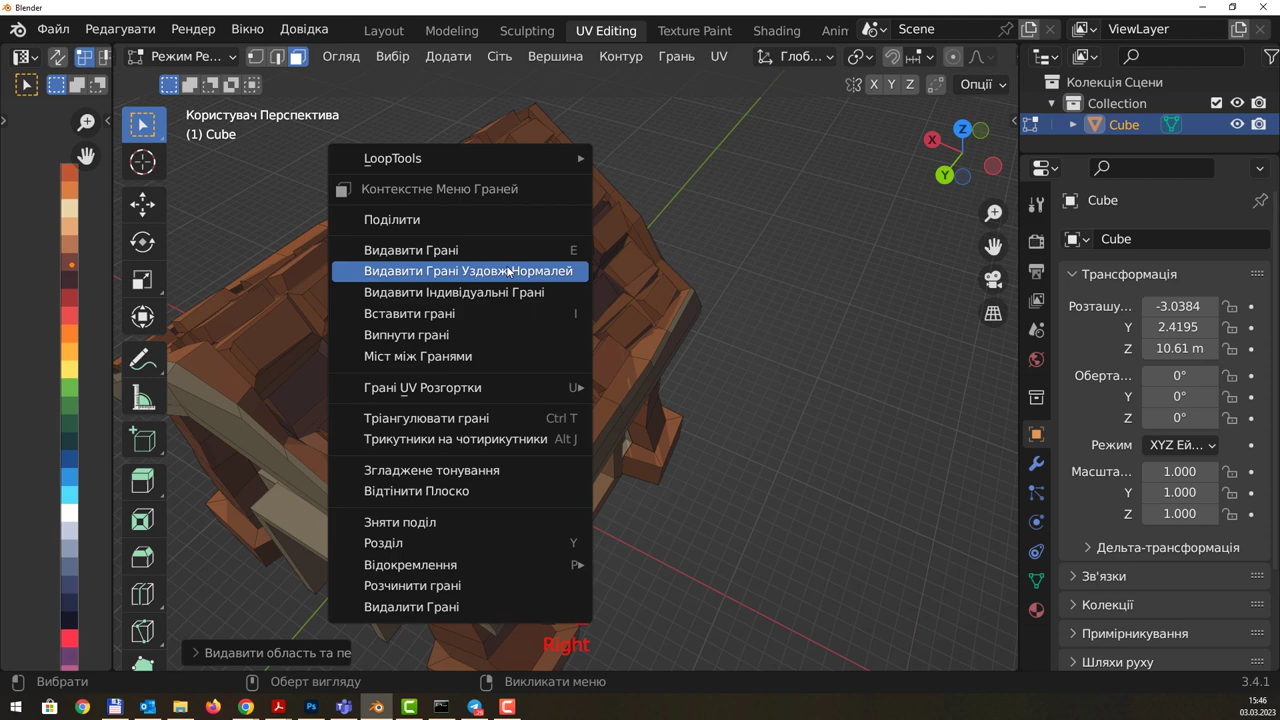 Blender
Файл Редагувати Рендер Вікно Довідка Layout Modeling Sculpting UV Editing Texture Paint Shading Anim Scene ViewLayer
Режим Ре... Огляд Вибір Додати Сіть Вершина Контур Грань UV Глоб...
X Y Z Опції
Користувач Перспектива
(1) Cube
LoopTools
Контекстне Меню Граней
Поділити
Видавити Грані E
Видавити Грані Уздовж Нормалей
Видавити Індивідуальні Грані
Вставити грані I
Випнути грані
Міст між Гранями
Грані UV Розгортки U
Тріангулювати грані Ctrl T
Трикутники на чотирикутники Alt J
Згладжене тонування
Відтінити Плоско
Зняти поділ
Розділ Y
Відокремлення P
Розчинити грані
Видалити Грані
Right
Видавити область та пе
X Z Y
Колекція Сцени
Collection
Cube
Cube
Cube
Трансформація
Розташу... -3.0384
Y 2.4195
Z 10.61 m
Оберта... 0°
Y 0°
Z 0°
Режим XYZ Ей...
Масшта... 1.000
Y 1.000
Z 1.000
Дельта-трансформація
Зв'язки
Колекції
Примірникування
Шляхи руху
Вибрати Оберт вигляду Викликати меню 3.4.1
15:46
03.03.2023